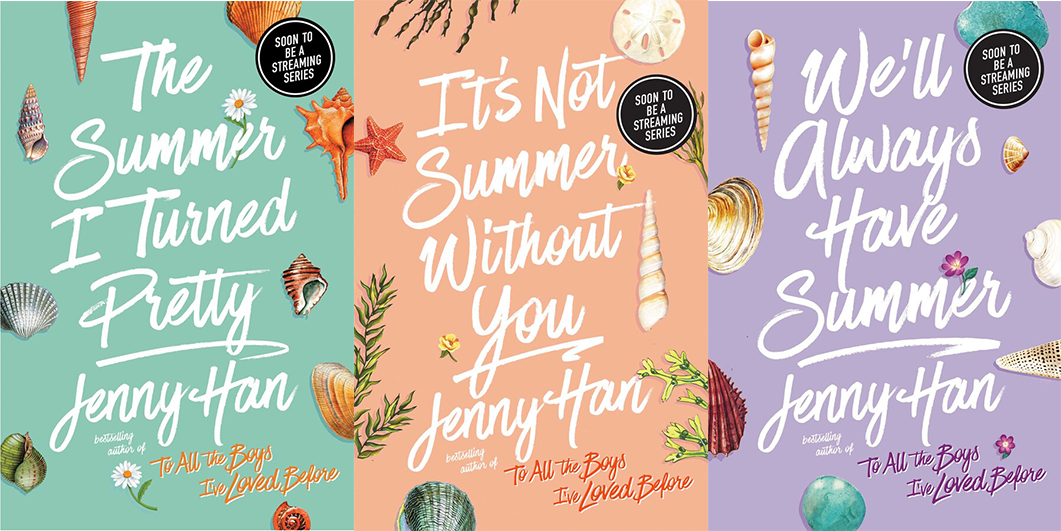 The
Summer
I Turned
Pretty
Jenny Han
bestselling
author of
To All the Boys
I've Loved Before
SOON TO
BE A
STREAMING
SERIES
It's Not
Summer
Without
You
Jenny Han
bestselling
author of
To All the Boys
I've Loved Before
SOON TO
BE A
STREAMING
SERIES
We'll
Always
Have
Summer
Jenny Han
bestselling
author of
To All the Boys
I've Loved Before
SOON TO
BE A
STREAMING
SERIES